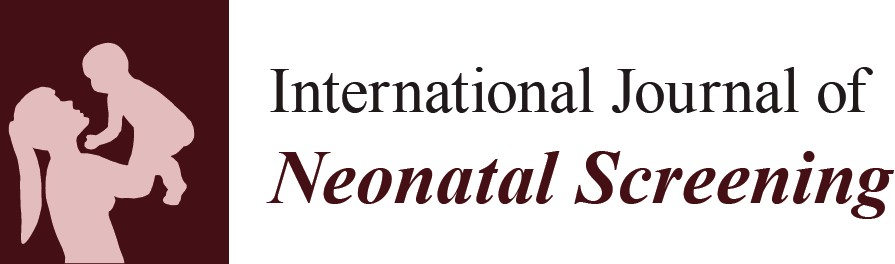 International Journal of
Neonatal Screening